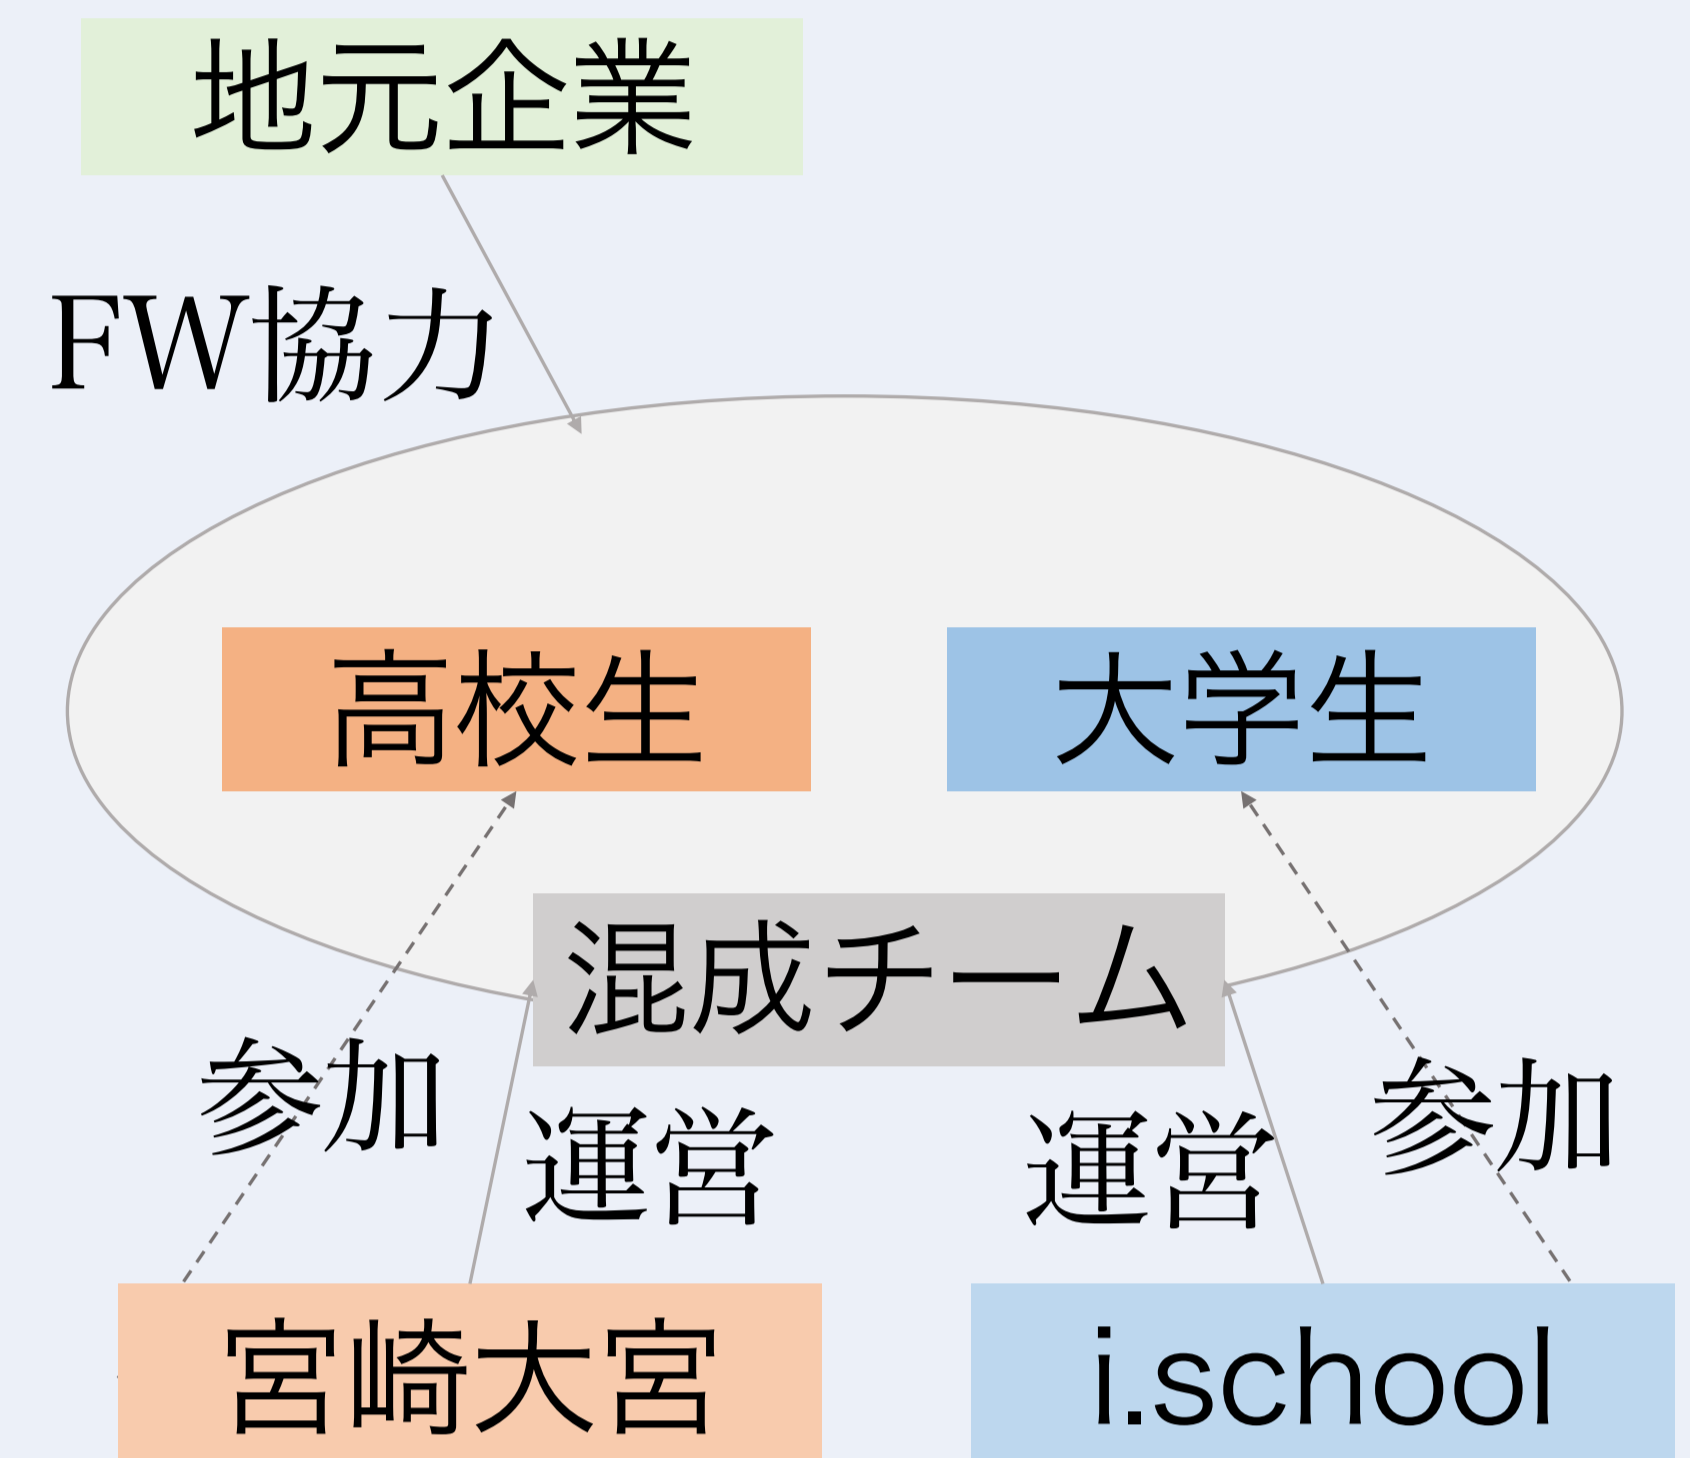 地元企業
FW協力
高校生
大学生
混成チーム
参加
運営
運営
参加
宮崎大宮
i.school